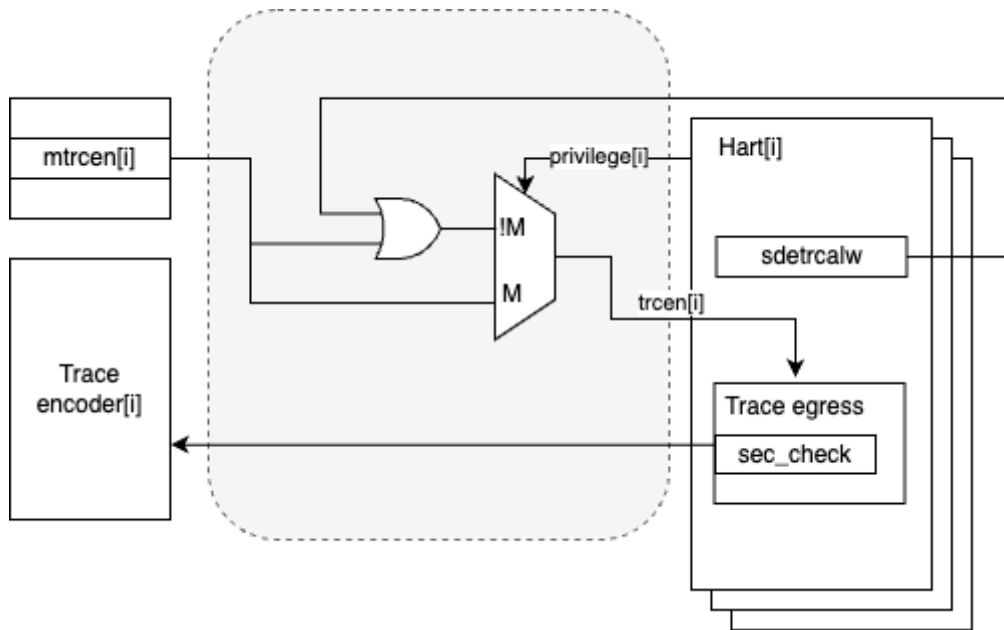 mtrcen[i]
privilege[i]
Hart[i]
!M
sdetrcalw
M
trcen[i]
Trace
encoder[i]
Trace egress
sec_check